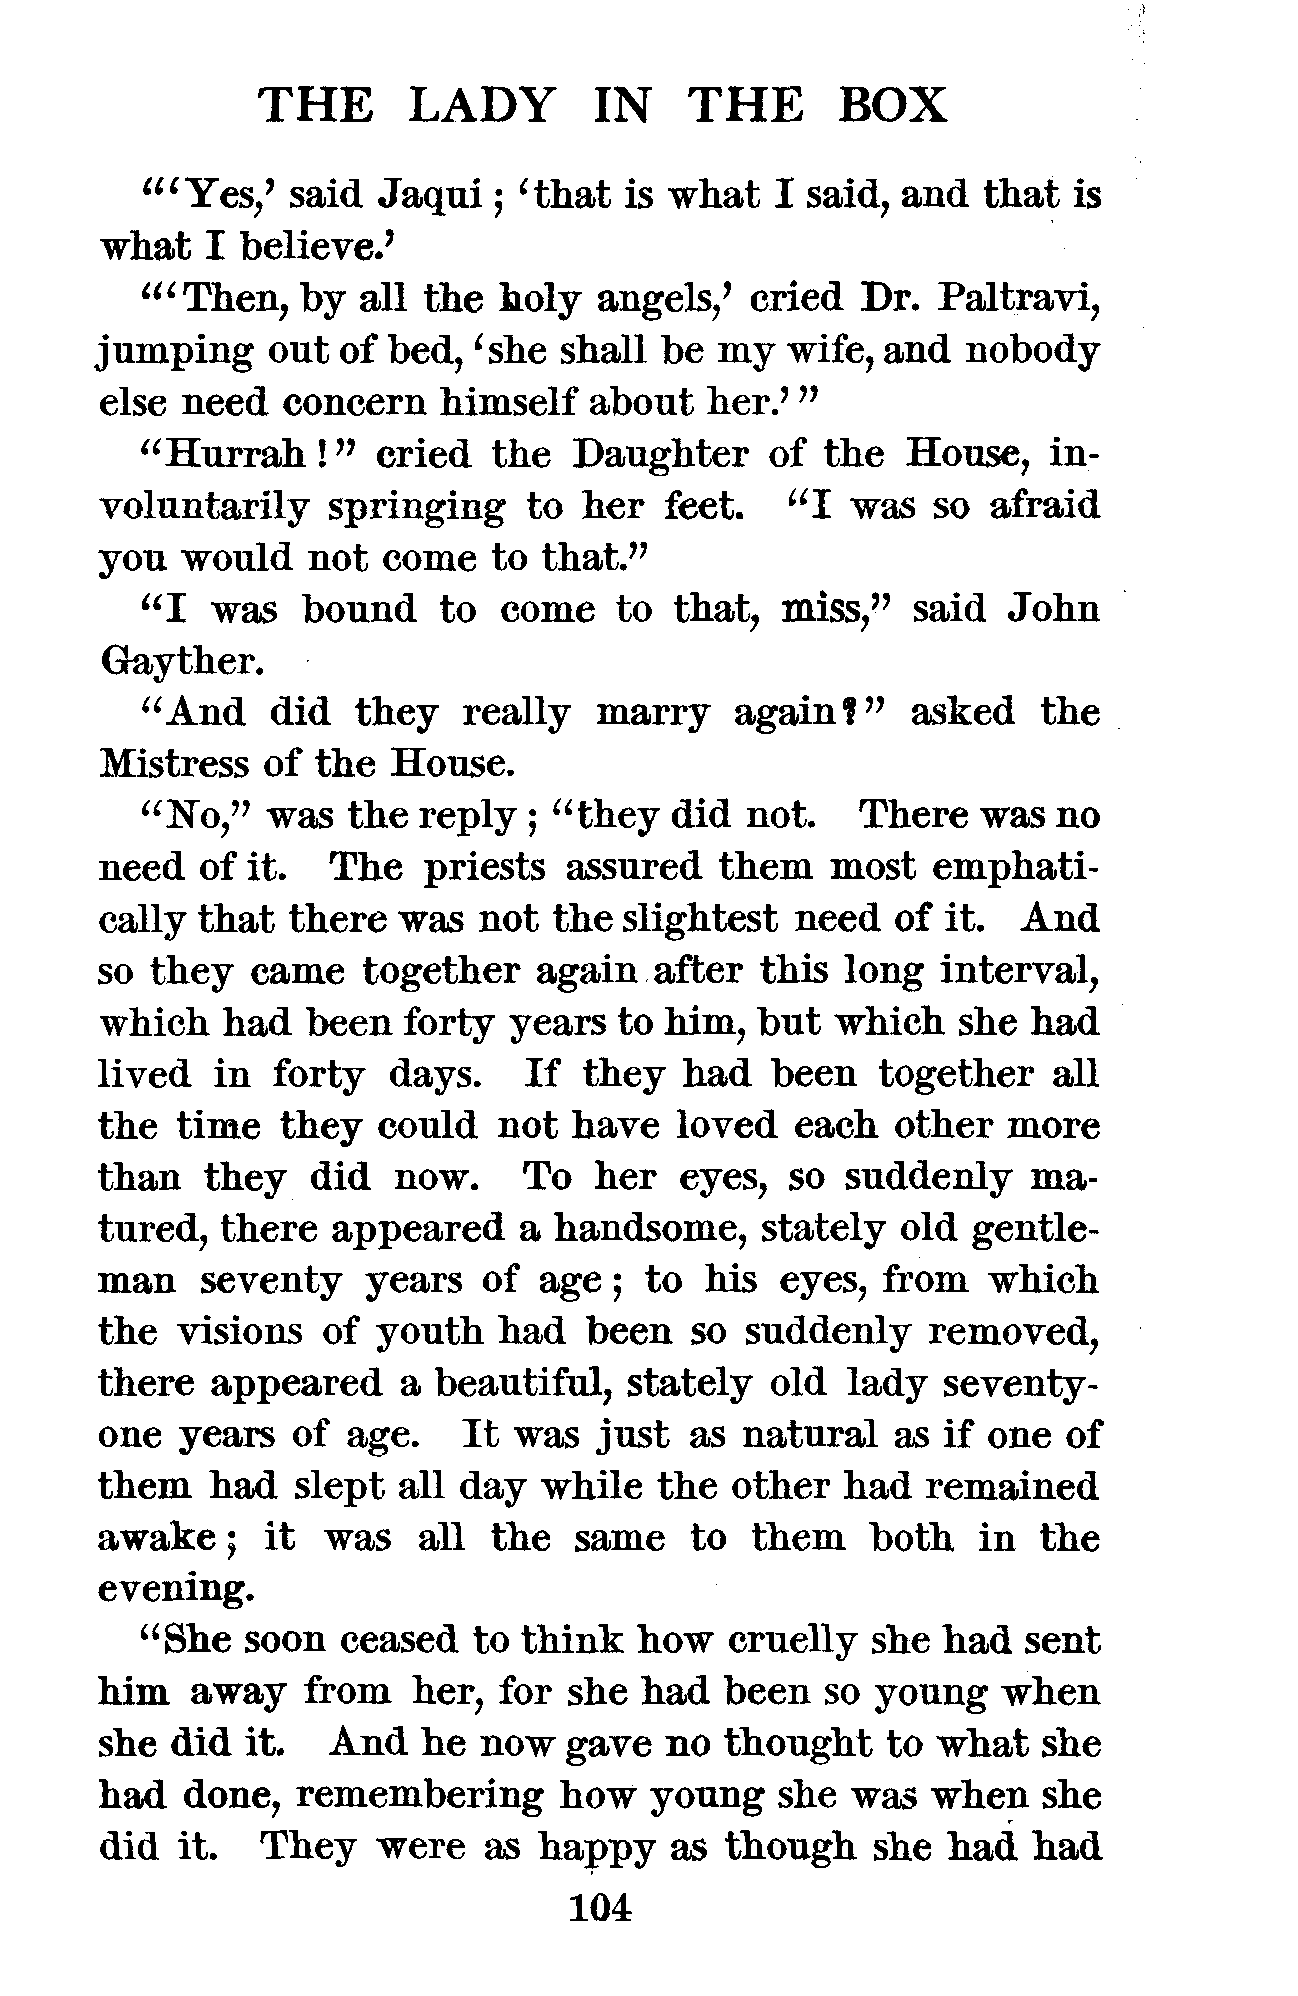 THE LADY IN THE BOX
"'Yes,' said Jaqui; 'that is what I said, and that is
what I believe.'
"'Then, by all the holy angels,' cried Dr. Paltravi,
jumping out of bed, 'she shall be my wife, and nobody
else need concern himself about her.'"
"Hurrah!" cried the Daughter of the House, in-
voluntarily springing to her feet. "I was so afraid
you would not come to that."
"I was bound to come to that, miss," said John
Gayther.
"And did they really marry again?" asked the
Mistress of the House.
"No," was the reply; "they did not. There was no
need of it. The priests assured them most emphati-
cally that there was not the slightest need of it. And
so they came together again after this long interval,
which had been forty years to him, but which she had
lived in forty days. If they had been together all
the time they could not have loved each other more
than they did now. To her eyes, so suddenly ma-
tured, there appeared a handsome, stately old gentle-
man seventy years of age; to his eyes, from which
the visions of youth had been so suddenly removed,
there appeared a beautiful, stately old lady seventy-
one years of age. It was just as natural as if one of
them had slept all day while the other had remained
awake; it was all the same to them both in the
evening.
"She soon ceased to think how cruelly she had sent
him away from her, for she had been so young when
she did it. And he now gave no thought to what she
had done, remembering how young she was when she
did it. They were as happy as though she had had
104